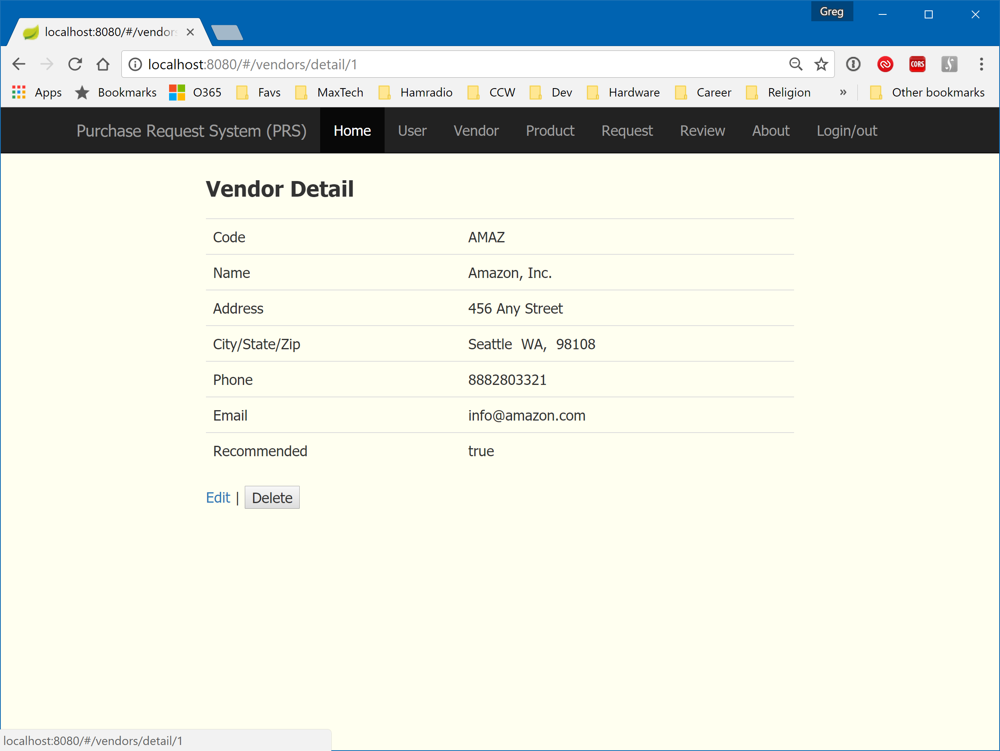 Greg
localhost:8080/#/vendors
localhost:8080/#/vendors/detail/1
CORS
Apps Bookmarks O365 Favs MaxTech Hamradio CCW Dev Hardware Career Religion » Other bookmarks
Purchase Request System (PRS) Home User Vendor Product Request Review About Login/out
Vendor Detail
Code AMAZ
Name Amazon, Inc.
Address 456 Any Street
City/State/Zip Seattle WA, 98108
Phone 8882803321
Email info@amazon.com
Recommended true
Edit | Delete
localhost:8080/#/vendors/detail/1